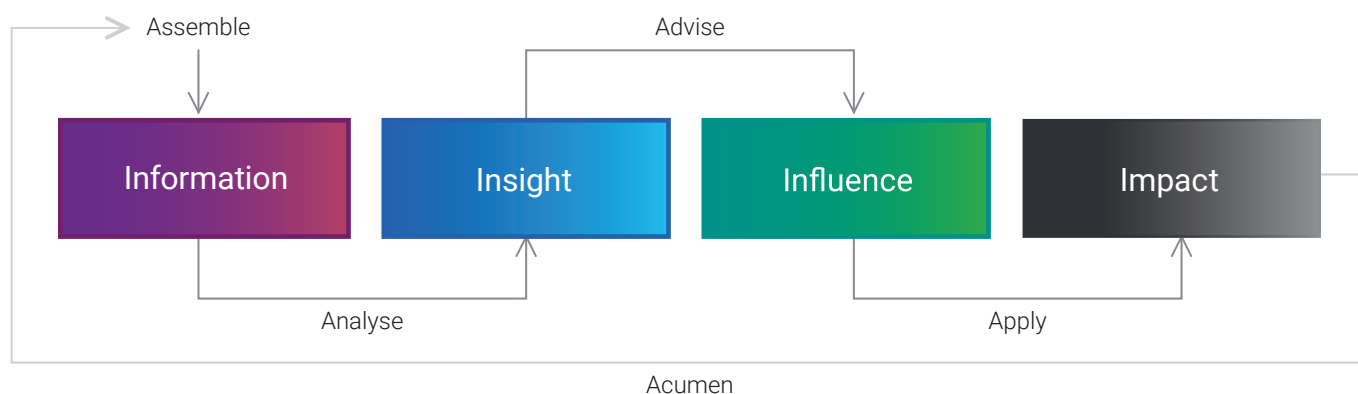 Assemble
Advise
Information
Insight
Influence
Impact
Analyse
Apply
Acumen